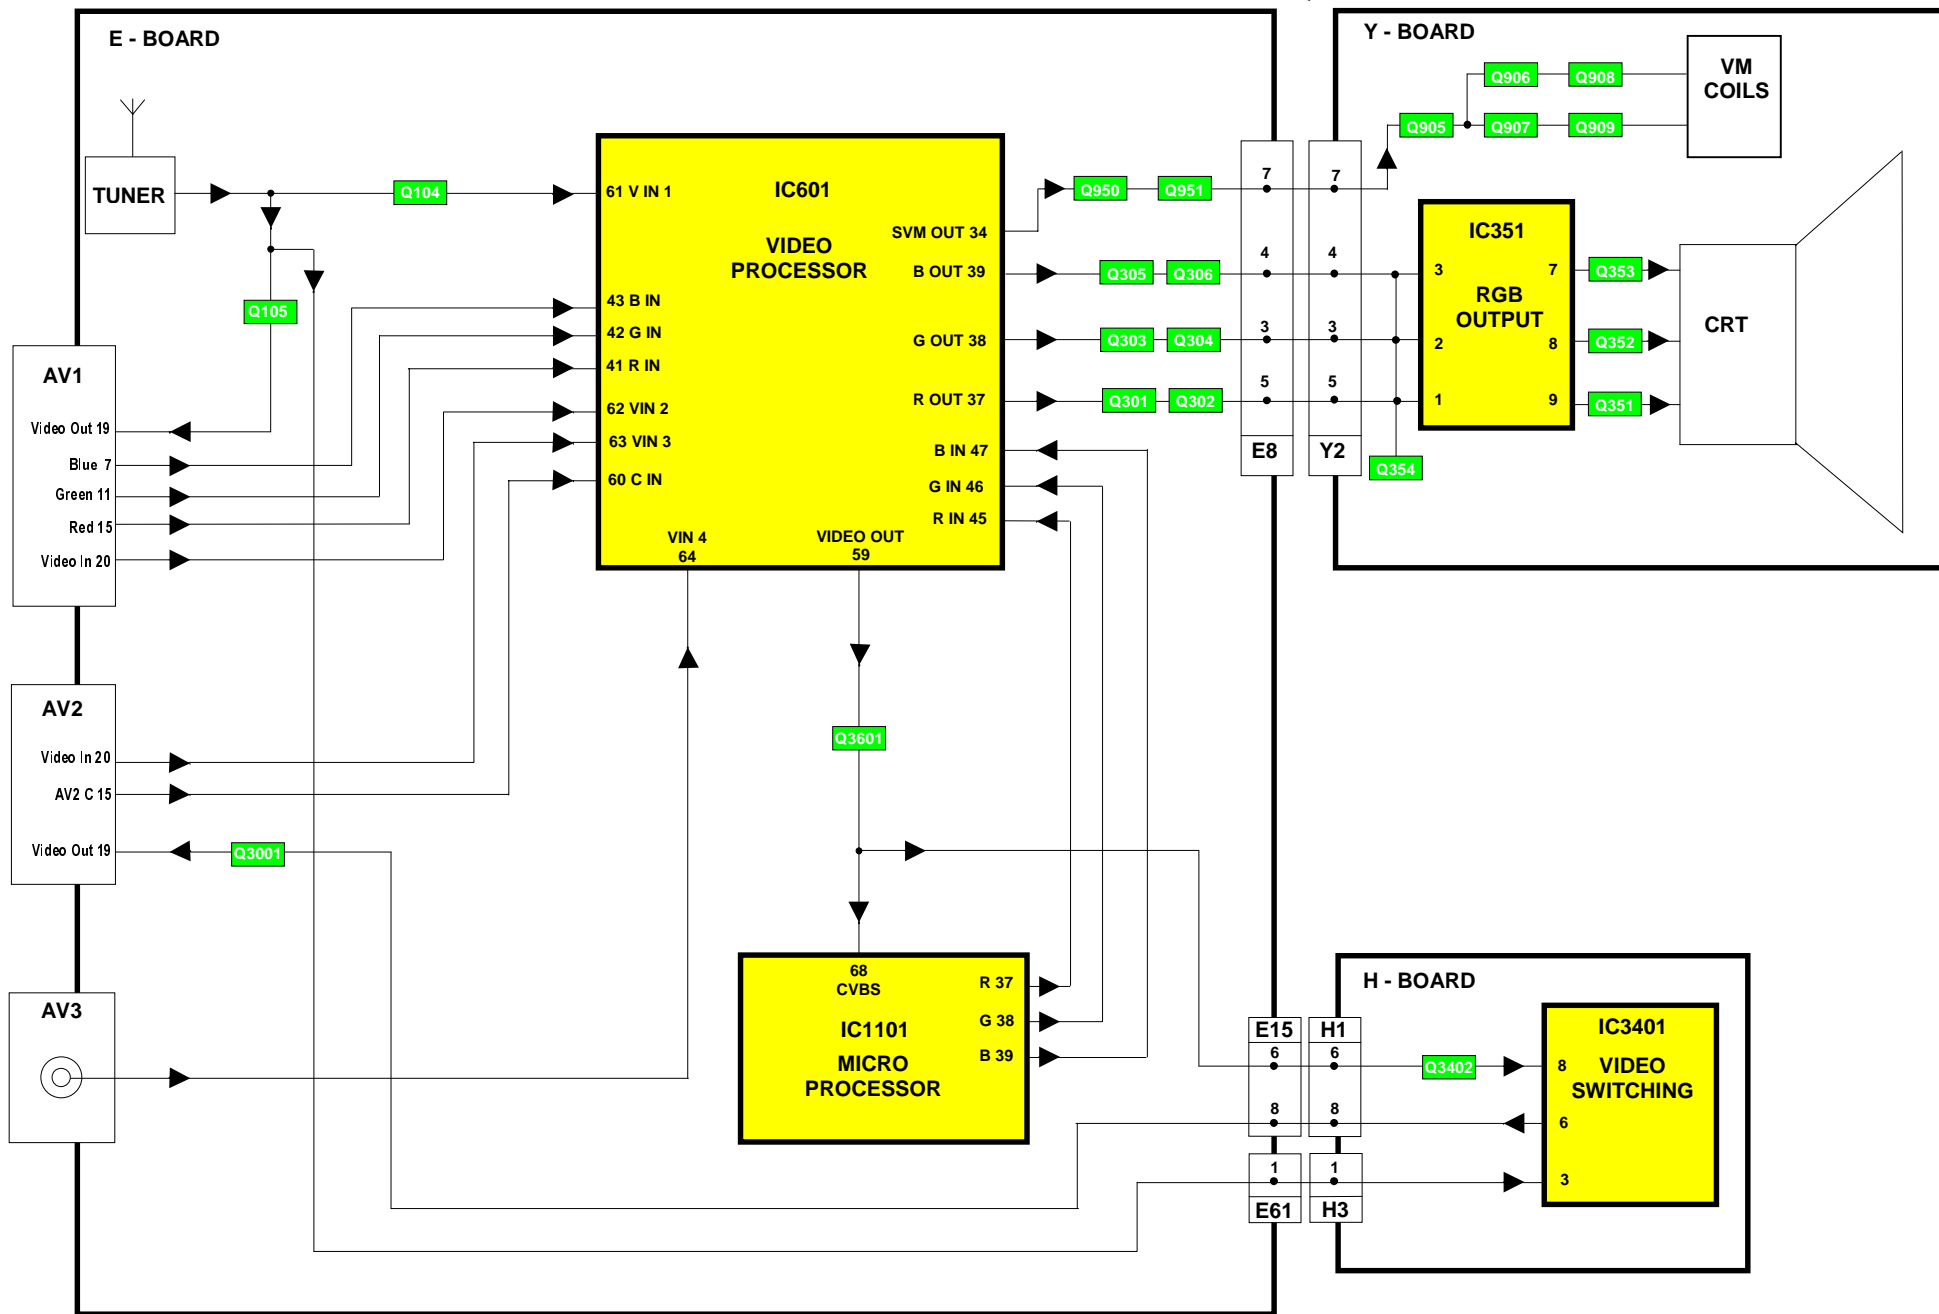 E - BOARD
TUNER
Q104
Q105
AV1
Video Out 19
Blue 7
Green 11
Red 15
Video In 20
AV2
Video In 20
AV2 C 15
Video Out 19
Q3001
AV3
61 V IN 1
43 B IN
42 G IN
41 R IN
62 VIN 2
63 VIN 3
60 C IN
IC601
VIDEO
PROCESSOR
SVM OUT 34
B OUT 39
G OUT 38
R OUT 37
B IN 47
G IN 46
R IN 45
VIN 4
64
VIDEO OUT
59
Q3601
68
CVBS
IC1101
MICRO
PROCESSOR
R 37
G 38
B 39
Q950
Q951
Q305
Q306
Q303
Q304
Q301
Q302
7
4
3
5
E8
7
4
3
5
Y2
Y - BOARD
Q905
Q906
Q908
Q907
Q909
VM
COILS
IC351
RGB
OUTPUT
3
2
1
7
8
9
Q354
Q353
Q352
Q351
CRT
E15
6
8
1
E61
H1
6
8
1
H3
H - BOARD
Q3402
IC3401
VIDEO
SWITCHING
8
6
3